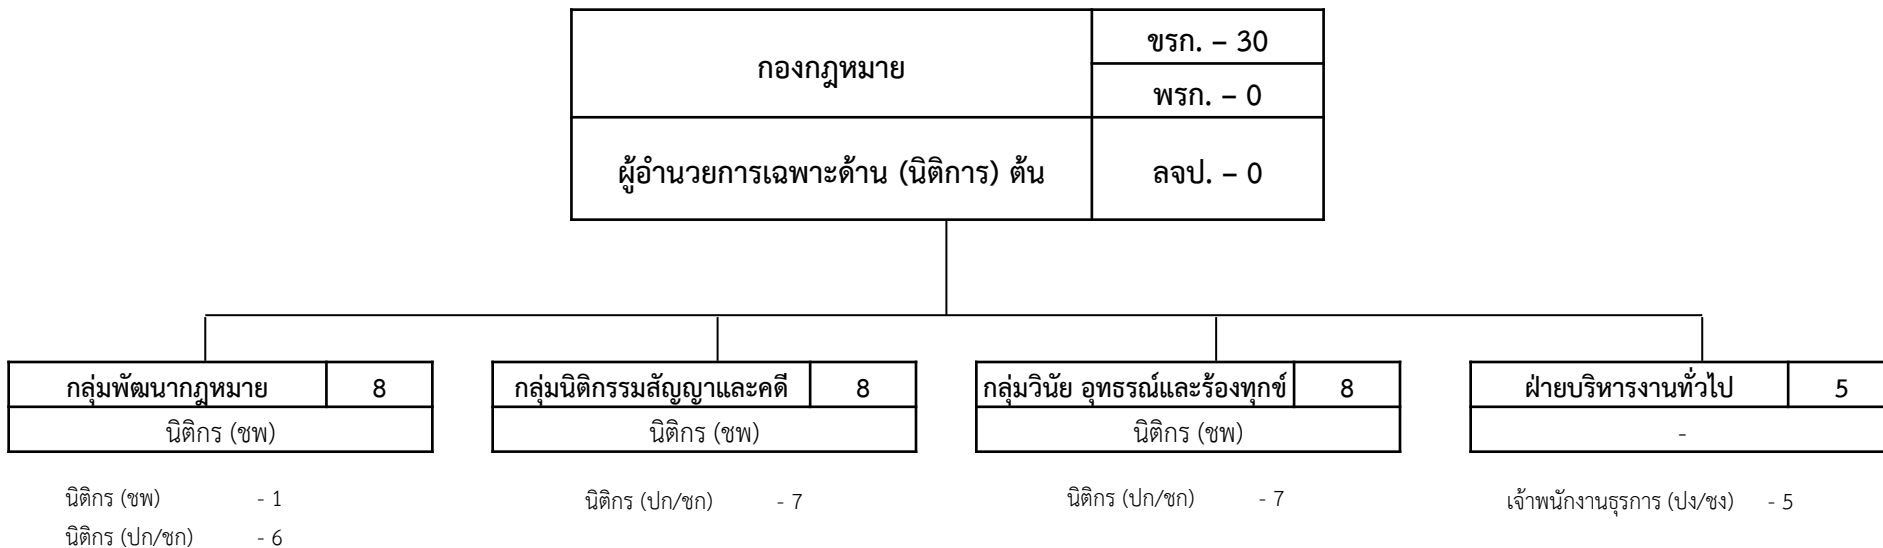 กองกฎหมาย
ขรก. – 30
พรก. – 0
ผู้อำนวยการเฉพาะด้าน (นิติการ) ต้น
ลจป. – 0
กลุ่มพัฒนากฎหมาย 8
นิติกร (ชพ)
นิติกร (ชพ) - 1
นิติกร (ปก/ชก) - 6
กลุ่มนิติกรรมสัญญาและคดี 8
นิติกร (ชพ)
นิติกร (ปก/ชก) - 7
กลุ่มวินัย อุทธรณ์และร้องทุกข์ 8
นิติกร (ชพ)
นิติกร (ปก/ชก) - 7
ฝ่ายบริหารงานทั่วไป 5
-
เจ้าพนักงานธุรการ (ปง/ชง) - 5